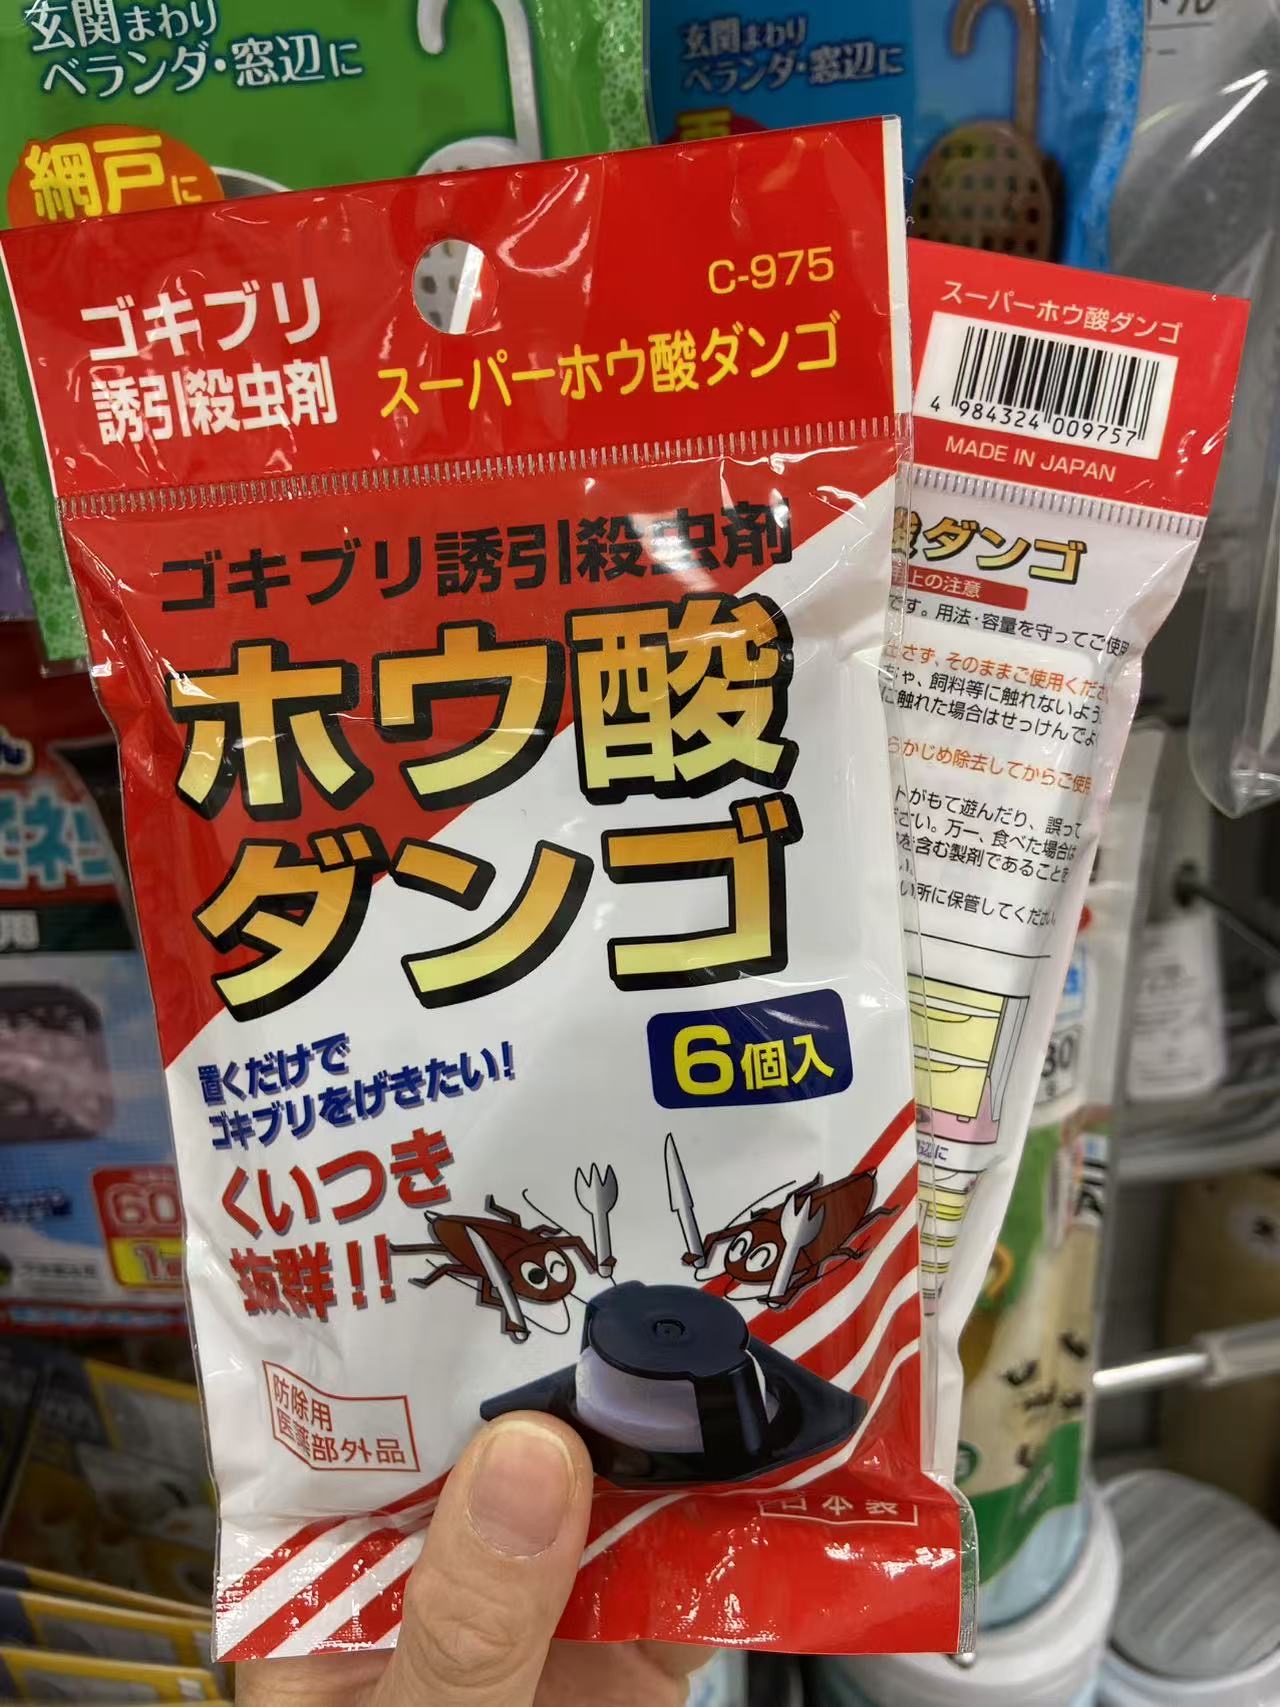 玄関まわり
ベランダ・窓辺に
網戸に
玄関まわり
ベランダ・窓辺に
C-975
ゴキブリ
誘引殺虫剤
スーパーホウ酸ダンゴ
ゴキブリ誘引殺虫剤
ホウ酸
ダンゴ
6個入
置くだけで
ゴキブリをげきたい!
くいつき
抜群!!
防除用
医薬部外品
日本製
スーパーホウ酸ダンゴ
4 984324 009757
MADE IN JAPAN
酸ダンゴ
上の注意
です。用法・容量を守ってご使用
さず、そのままご使用くださ
ちゃ、飼料等に触れないよう
に触れた場合はせっけんでよ
らかじめ除去してからご使用
トがもて遊んだり、誤って
ださい。万一、食べた場合は
を含む製剤であることを
い。
い所に保管してください
60
1